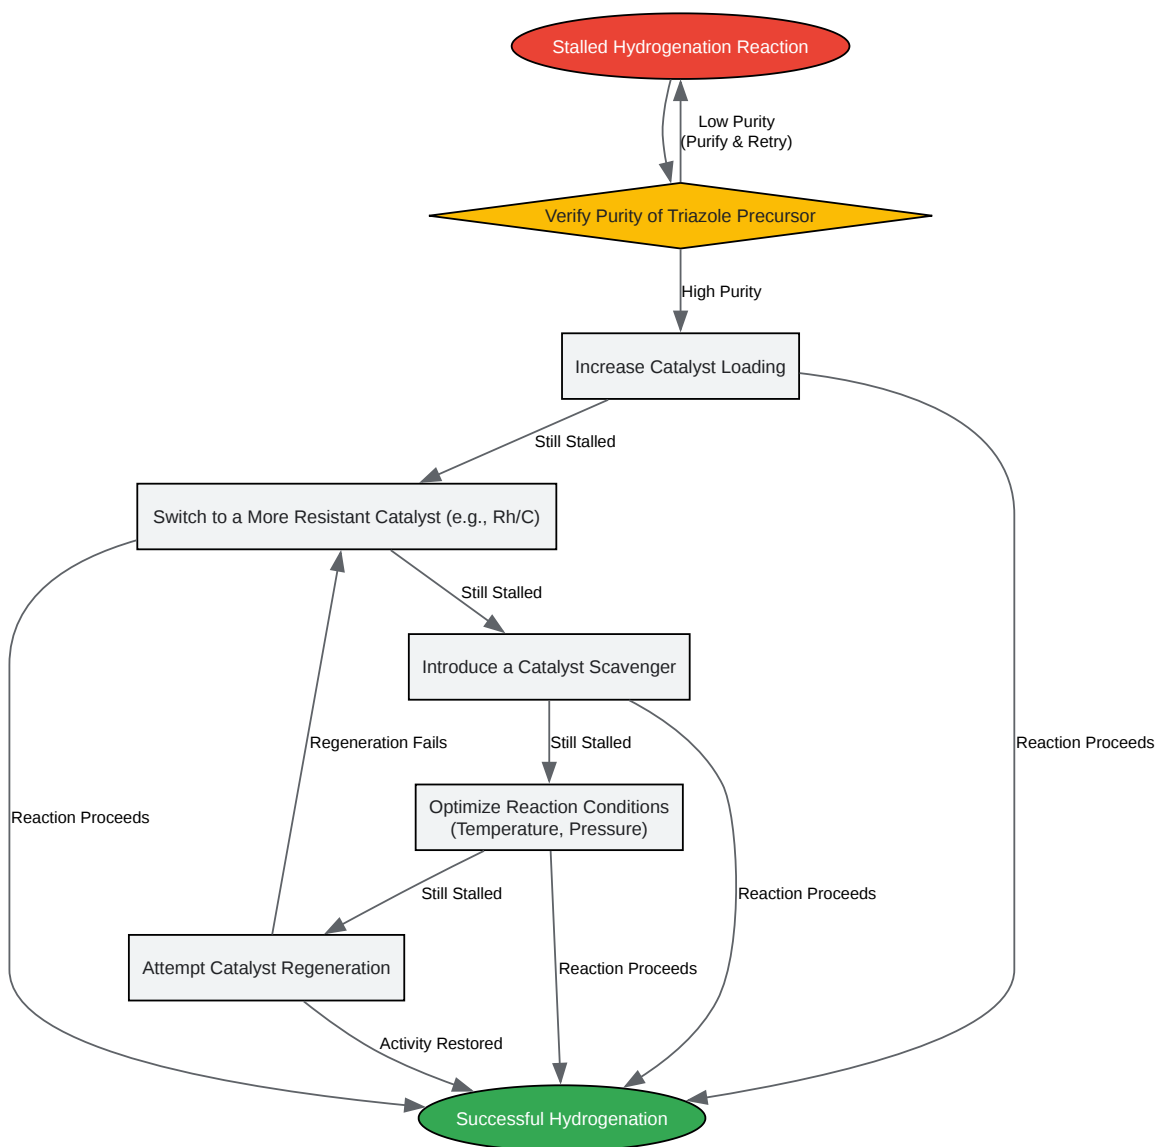 Stalled Hydrogenation Reaction
Low Purity
(Purify & Retry)
Verify Purity of Triazole Precursor
High Purity
Increase Catalyst Loading
Still Stalled
Switch to a More Resistant Catalyst (e.g., Rh/C)
Still Stalled
Introduce a Catalyst Scavenger
Regeneration Fails
Still Stalled
Reaction Proceeds
Optimize Reaction Conditions
(Temperature, Pressure)
Reaction Proceeds
Still Stalled
Reaction Proceeds
Attempt Catalyst Regeneration
Reaction Proceeds
Activity Restored
Successful Hydrogenation